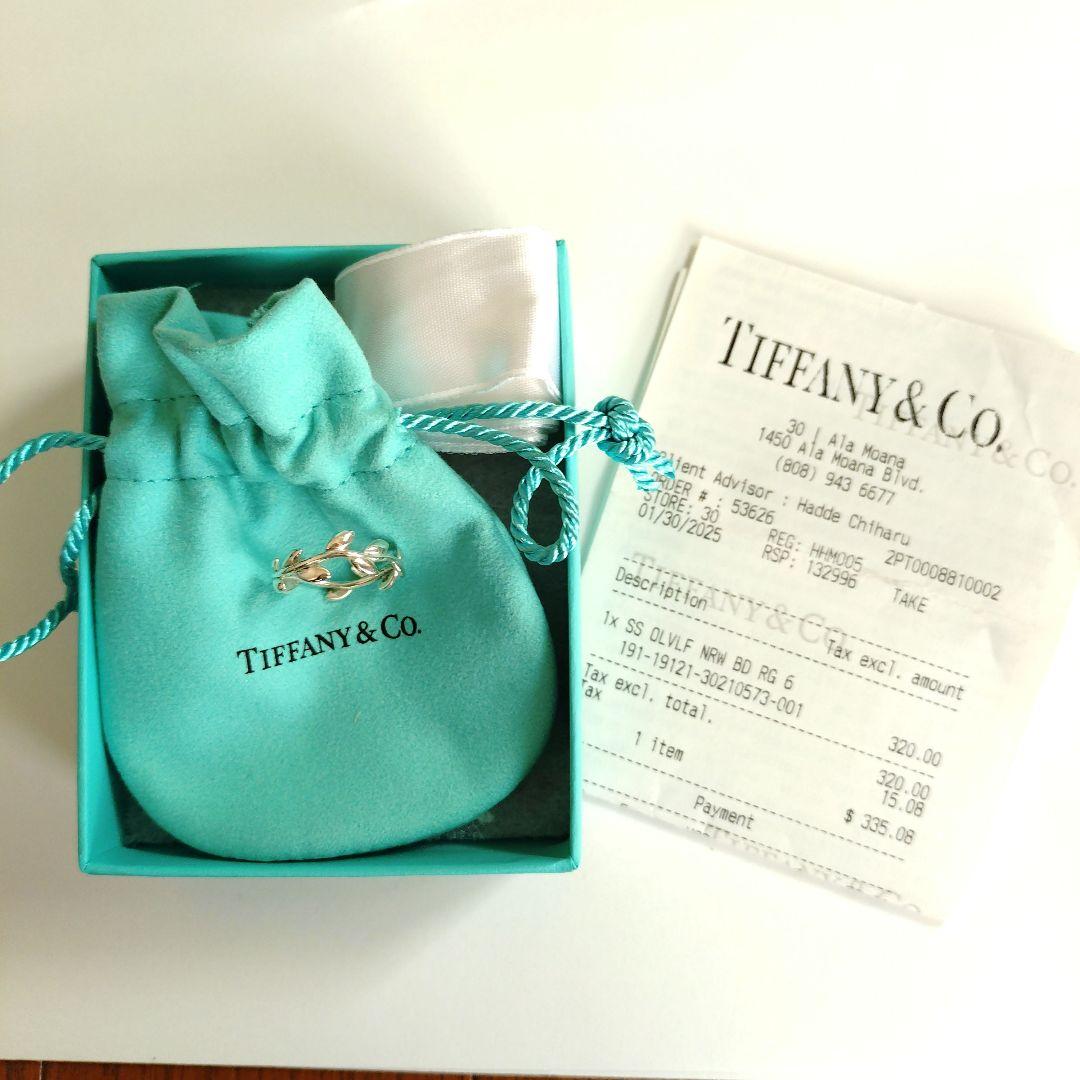 TIFFANY & CO.
TIFFANY & CO.
30 | Ala Moana
1450 Ala Moana Blvd.
(808) 943 6677
Client Advisor : Hadde Chiharu
ORDER # : 53626 2PT0008810002
STORE: 30 REG: HHM005
01/30/2025 RSP: 132996 TAKE
TIFFANY & CO.
Description Tax excl. amount
1x SS OLVLF NRW BD RG 6
191-19121-30210573-001 320.00
Tax excl. total. 320.00
Tax 15.08
1 item $ 335.08
Payment